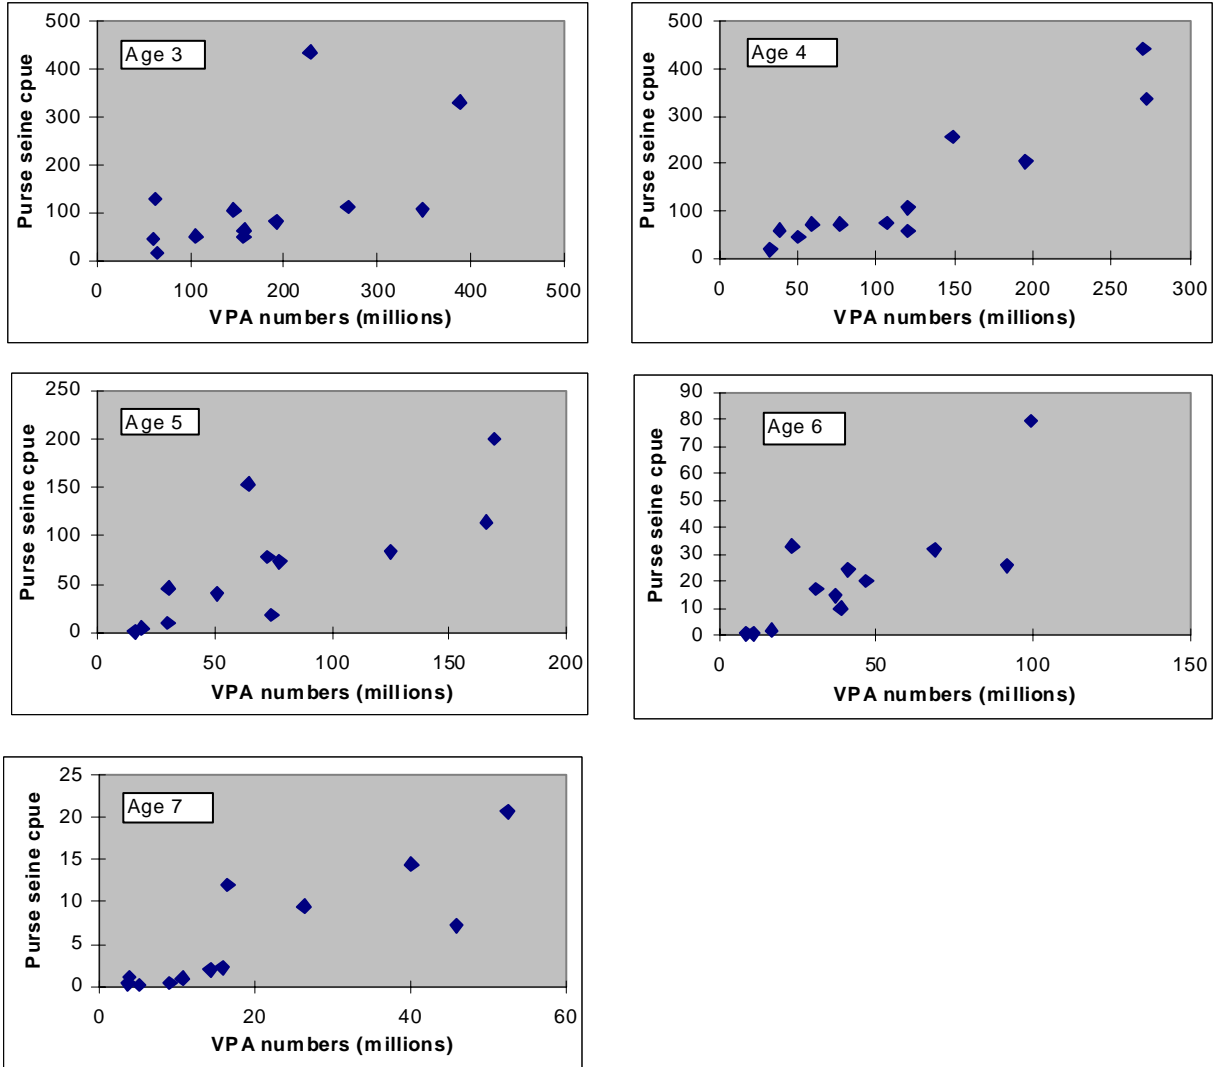 Age 3
Purse seine cpue
500
400
300
200
100
0
0 100 200 300 400 500
VPA numbers (millions)
Age 4
Purse seine cpue
500
400
300
200
100
0
0 50 100 150 200 250 300
VPA numbers (millions)
Age 5
Purse seine cpue
250
200
150
100
50
0
0 50 100 150 200
VPA numbers (millions)
Age 6
Purse seine cpue
90
80
70
60
50
40
30
20
10
0
0 50 100 150
VPA numbers (millions)
Age 7
Purse seine cpue
25
20
15
10
5
0
0 20 40 60
VPA numbers (millions)